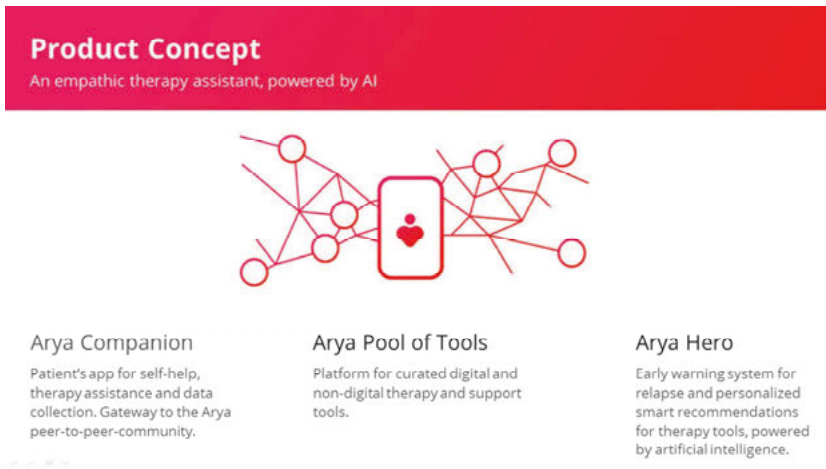 Product Concept
An empathic therapy assistant, powered by AI
Arya Companion
Patient's app for self-help,
therapy assistance and data
collection. Gateway to the Arya
peer-to-peer-community.
Arya Pool of Tools
Platform for curated digital and
non-digital therapy and support
tools.
Arya Hero
Early warning system for
relapse and personalized
smart recommendations
for therapy tools, powered
by artificial intelligence.